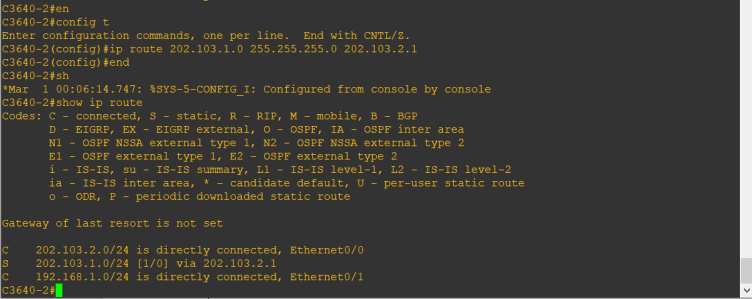 C3640-2#en
C3640-2#config t
Enter configuration commands, one per line.  End with CNTL/Z.
C3640-2(config)#ip route 202.103.1.0 255.255.255.0 202.103.2.1
C3640-2(config)#end
C3640-2#sh
*Mar  1 00:06:14.747: %SYS-5-CONFIG_I: Configured from console by console
C3640-2#show ip route
Codes: C - connected, S - static, R - RIP, M - mobile, B - BGP
       D - EIGRP, EX - EIGRP external, O - OSPF, IA - OSPF inter area
       N1 - OSPF NSSA external type 1, N2 - OSPF NSSA external type 2
       E1 - OSPF external type 1, E2 - OSPF external type 2
       i - IS-IS, su - IS-IS summary, L1 - IS-IS level-1, L2 - IS-IS level-2
       ia - IS-IS inter area, * - candidate default, U - per-user static route
       o - ODR, P - periodic downloaded static route
Gateway of last resort is not set
C    202.103.2.0/24 is directly connected, Ethernet0/0
S    202.103.1.0/24 [1/0] via 202.103.2.1
C    192.168.1.0/24 is directly connected, Ethernet0/1
C3640-2#